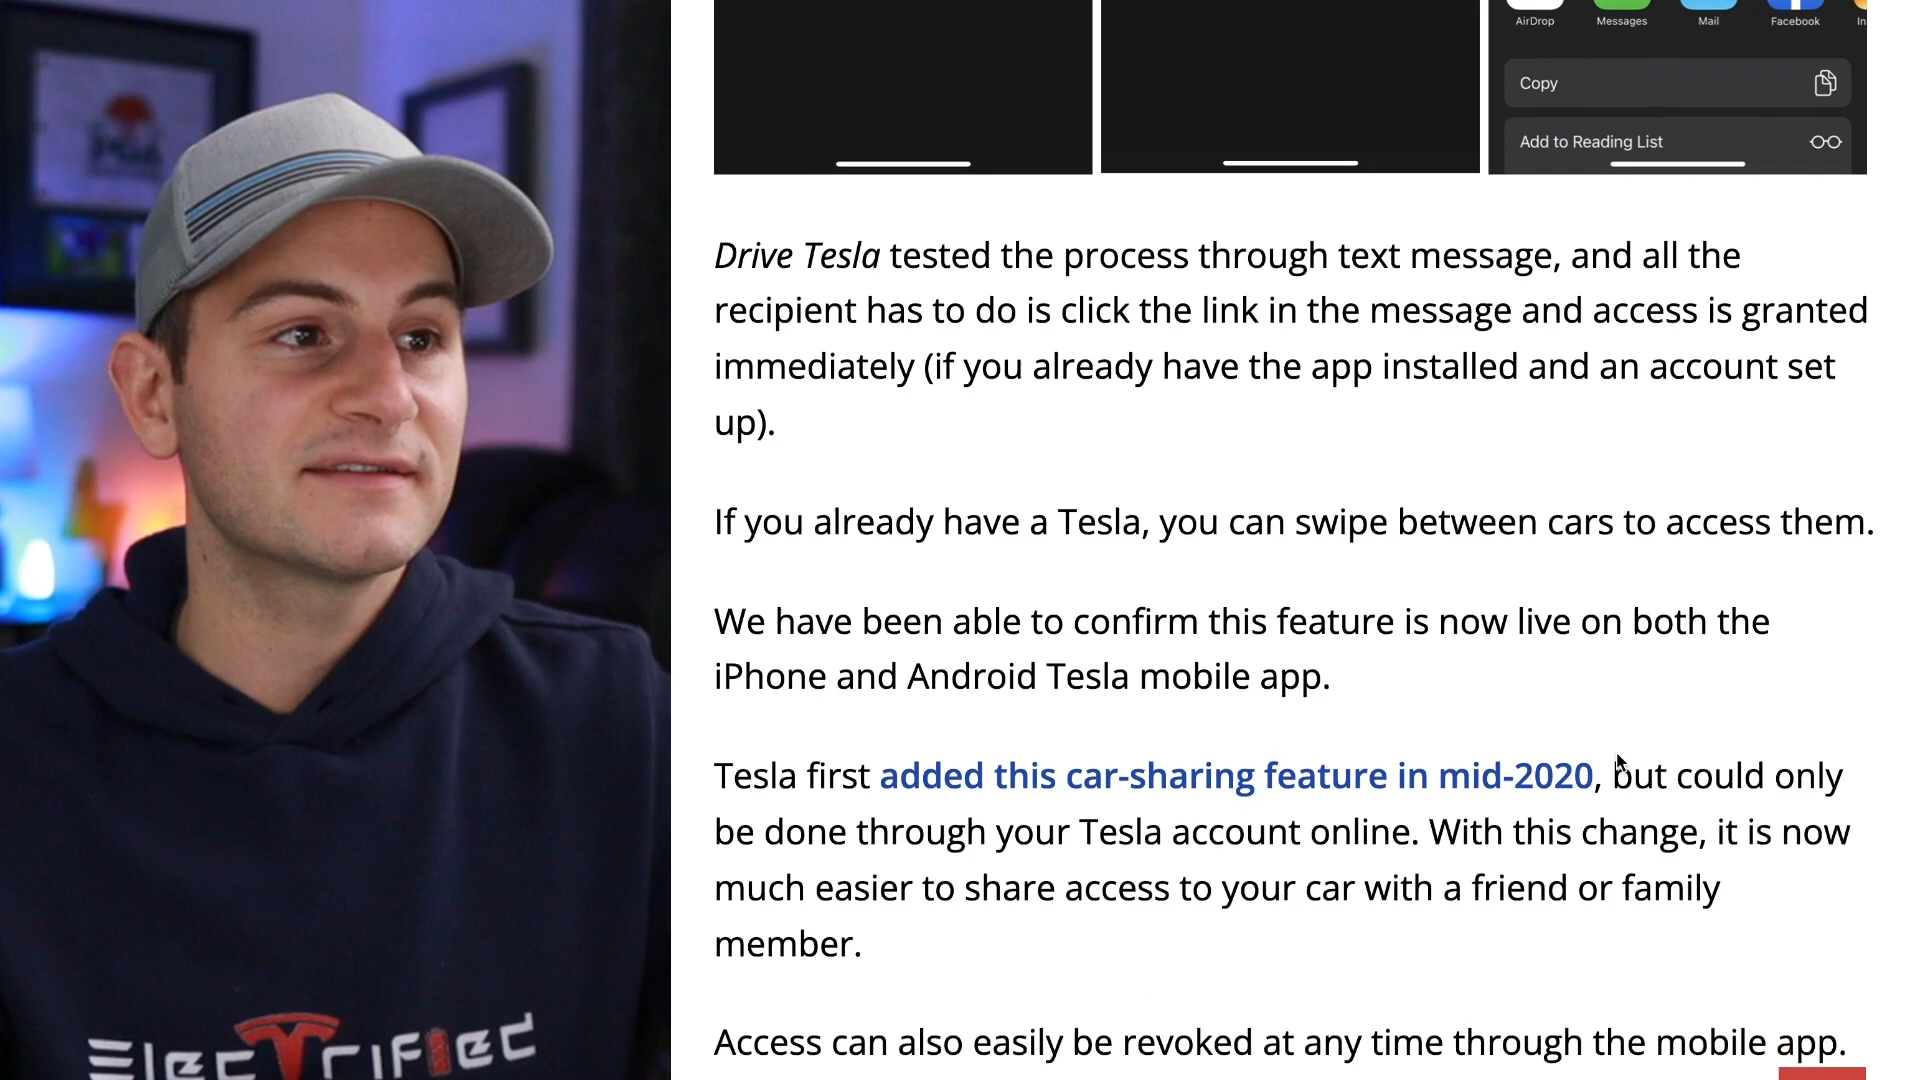 AirDrop
Messages
Mail
Facebook
In
Copy
Add to Reading List
Drive Tesla tested the process through text message, and all the
recipient has to do is click the link in the message and access is granted
immediately (if you already have the app installed and an account set
up).
If you already have a Tesla, you can swipe between cars to access them.
We have been able to confirm this feature is now live on both the
iPhone and Android Tesla mobile app.
Tesla first added this car-sharing feature in mid-2020, but could only
be done through your Tesla account online. With this change, it is now
much easier to share access to your car with a friend or family
member.
Access can also easily be revoked at any time through the mobile app.
PGA
ElecTrified